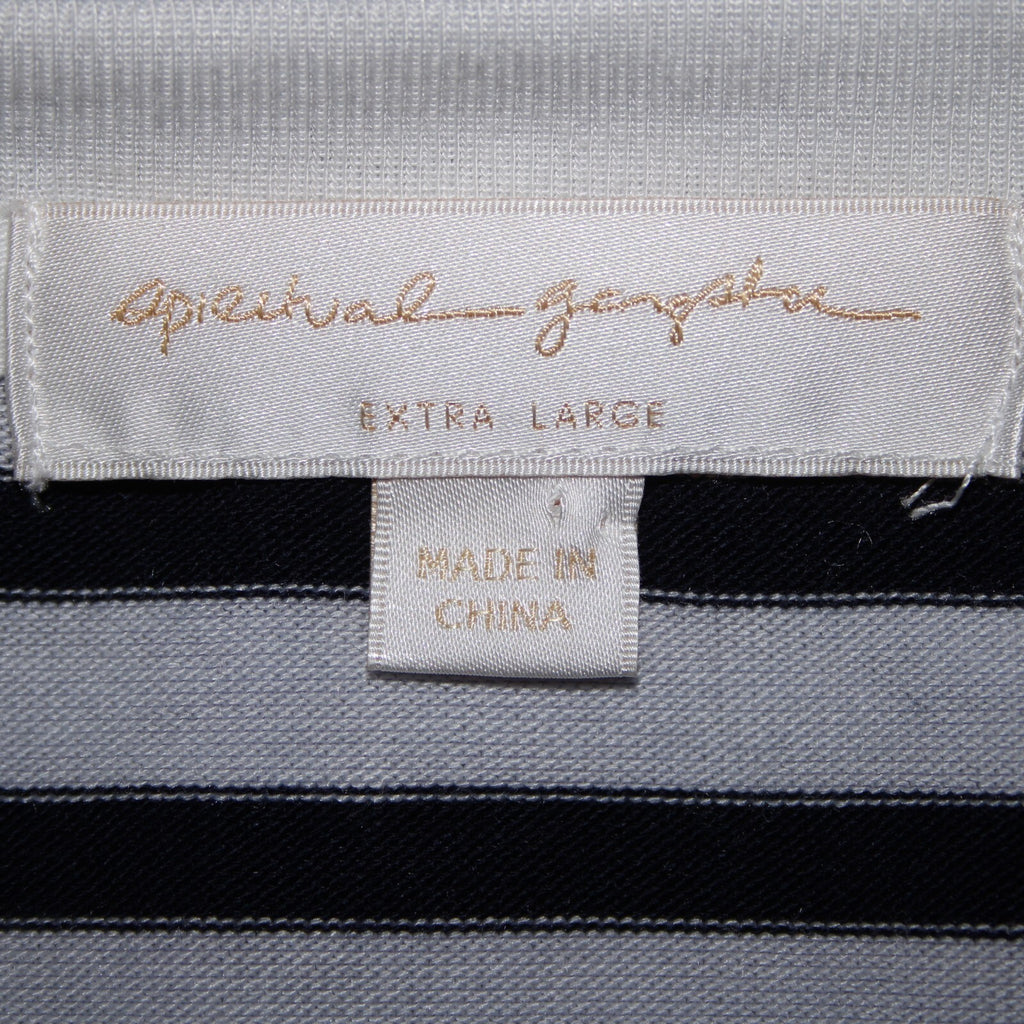 spiritual gangster
EXTRA LARGE
MADE IN
CHINA